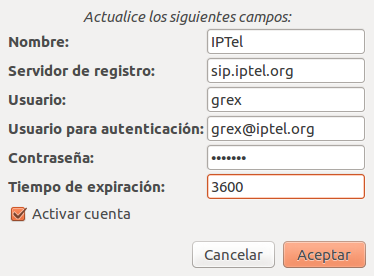 Actualice los siguientes campos:
Nombre: IPTel
Servidor de registro: sip.iptel.org
Usuario: grex
Usuario para autenticación: grex@iptel.org
Contraseña: •••••••
Tiempo de expiración: 3600
Activar cuenta
Cancelar Aceptar